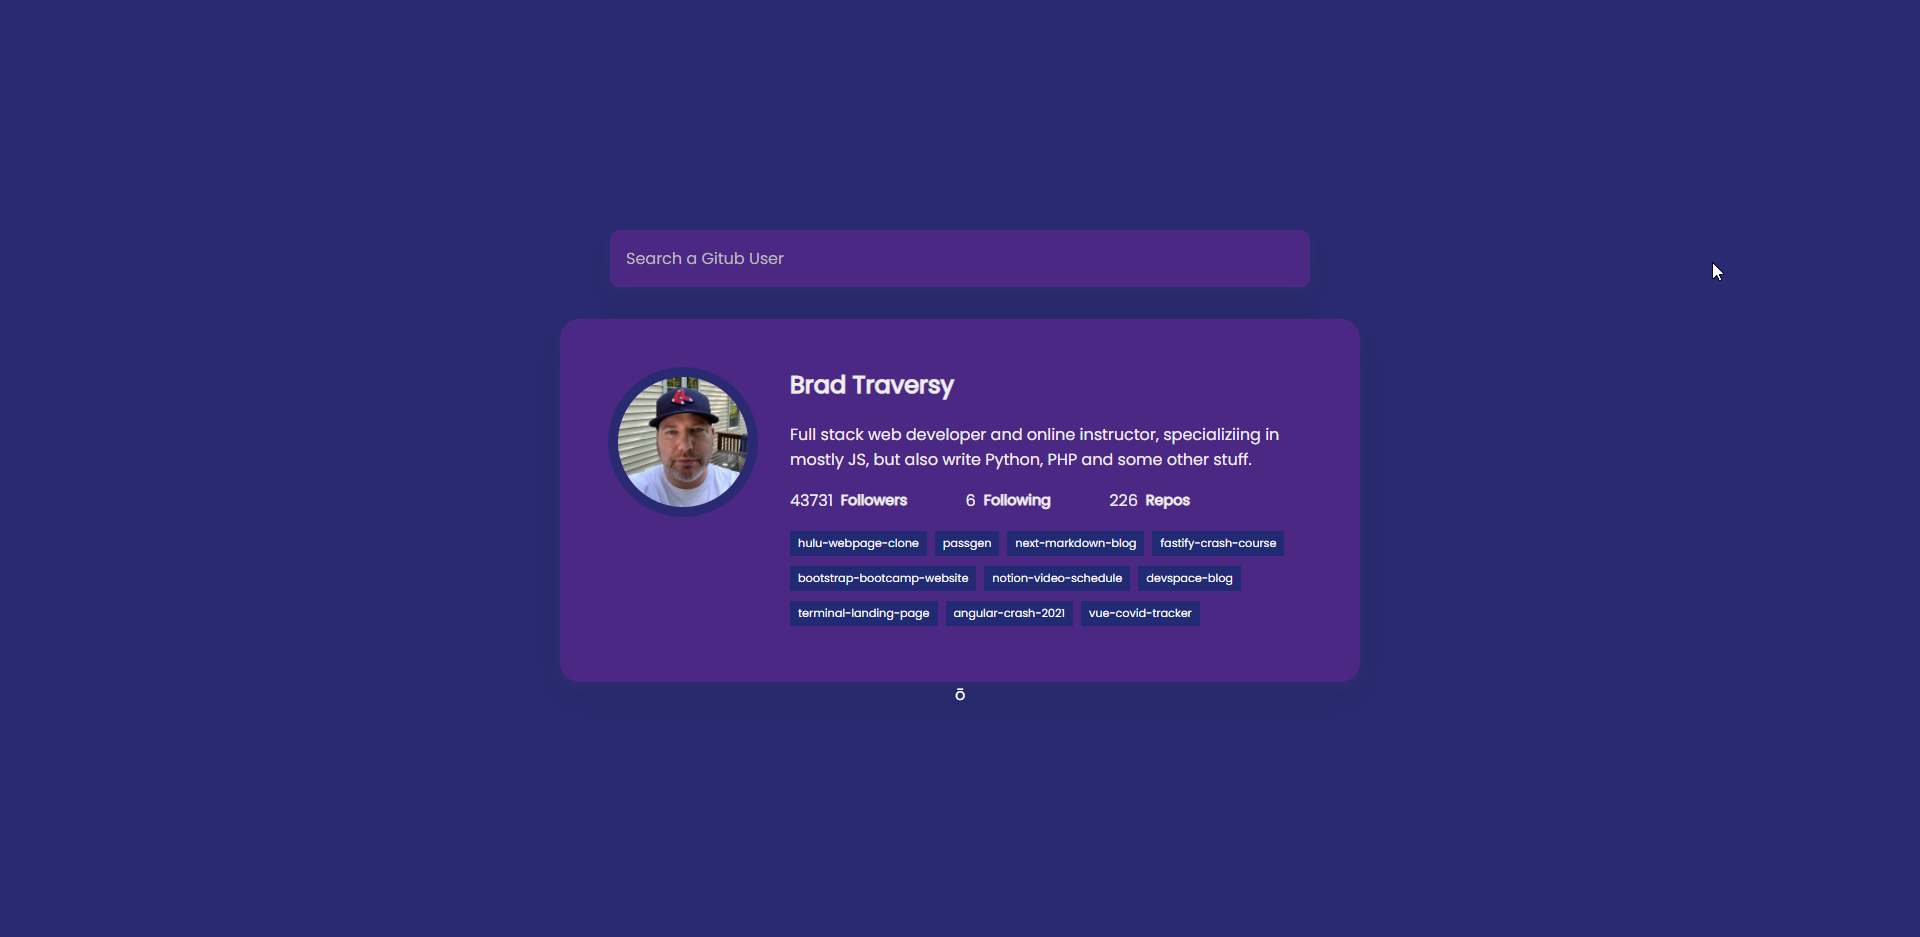 Search a Gitub User
Brad Traversy
Full stack web developer and online instructor, specializiing in
mostly JS, but also write Python, PHP and some other stuff.
43731 Followers 6 Following 226 Repos
hulu-webpage-clone passgen next-markdown-blog fastify-crash-course
bootstrap-bootcamp-website notion-video-schedule devspace-blog
terminal-landing-page angular-crash-2021 vue-covid-tracker
ō